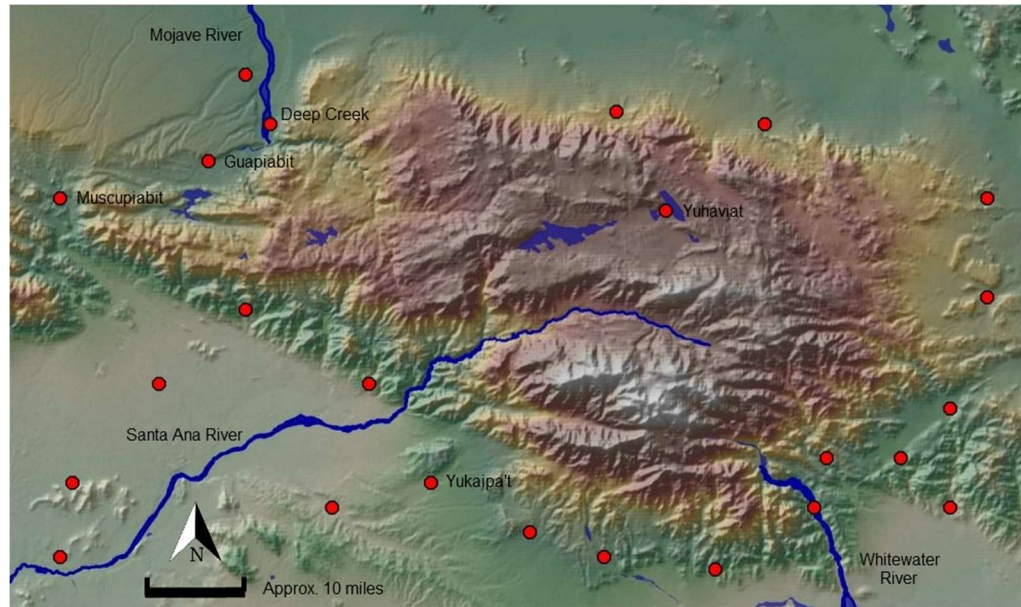 Mojave River
Deep Creek
Guapiabit
Muscupiabit
Yuhaviat
Santa Ana River
Yukaipa't
N
Approx. 10 miles
Whitewater
River